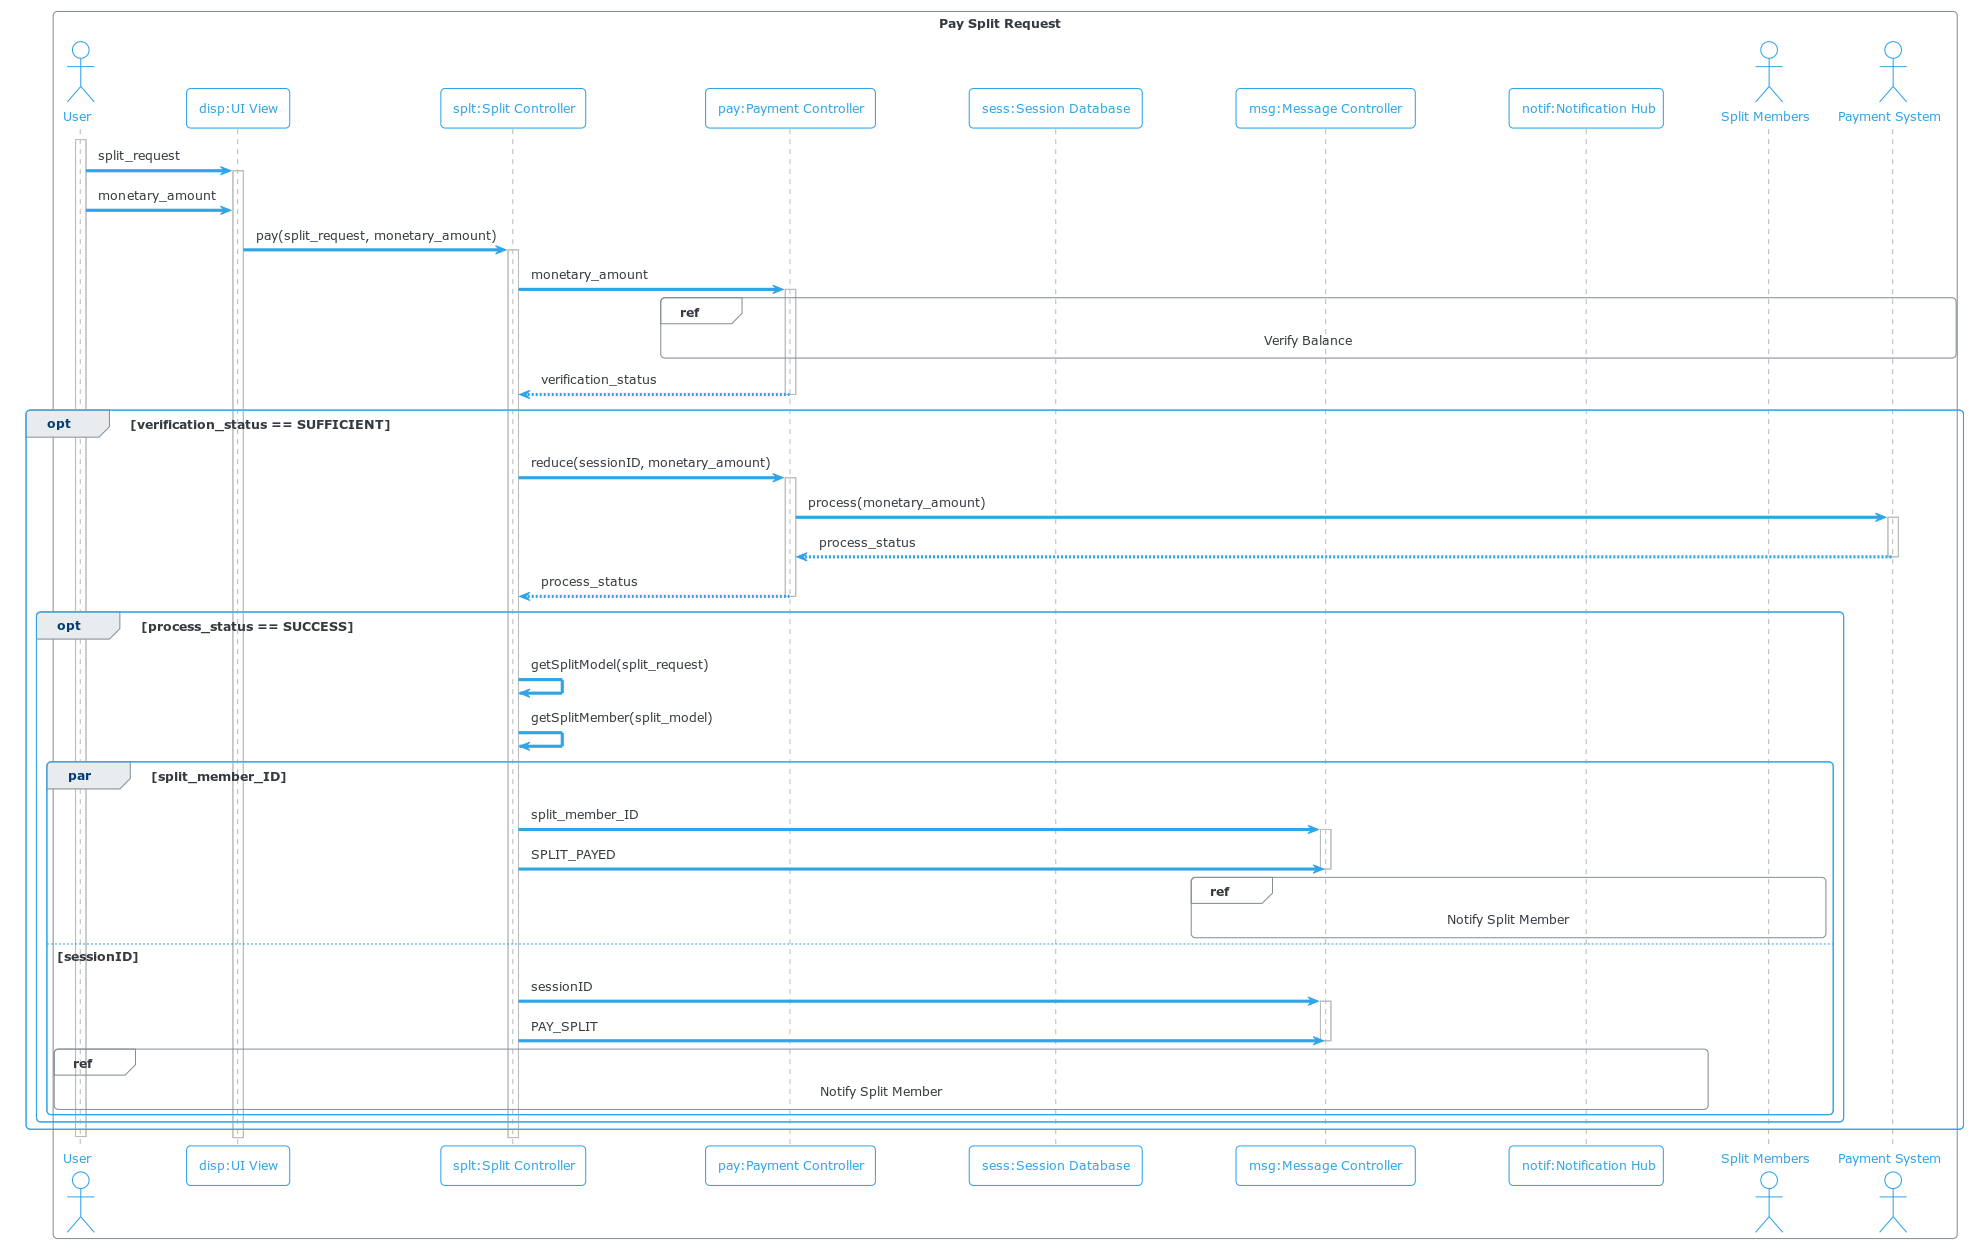 Pay Split Request
User
disp:UI View
splt:Split Controller
pay:Payment Controller
sess:Session Database
msg:Message Controller
notif:Notification Hub
Split Members
Payment System
split_request
monetary_amount
pay(split_request, monetary_amount)
monetary_amount
ref
Verify Balance
verification_status
opt
[verification_status == SUFFICIENT]
reduce(sessionID, monetary_amount)
process(monetary_amount)
process_status
process_status
opt
[process_status == SUCCESS]
getSplitModel(split_request)
getSplitMember(split_model)
par
[split_member_ID]
split_member_ID
SPLIT_PAYED
ref
Notify Split Member
[sessionID]
sessionID
PAY_SPLIT
ref
Notify Split Member
User
disp:UI View
splt:Split Controller
pay:Payment Controller
sess:Session Database
msg:Message Controller
notif:Notification Hub
Split Members
Payment System